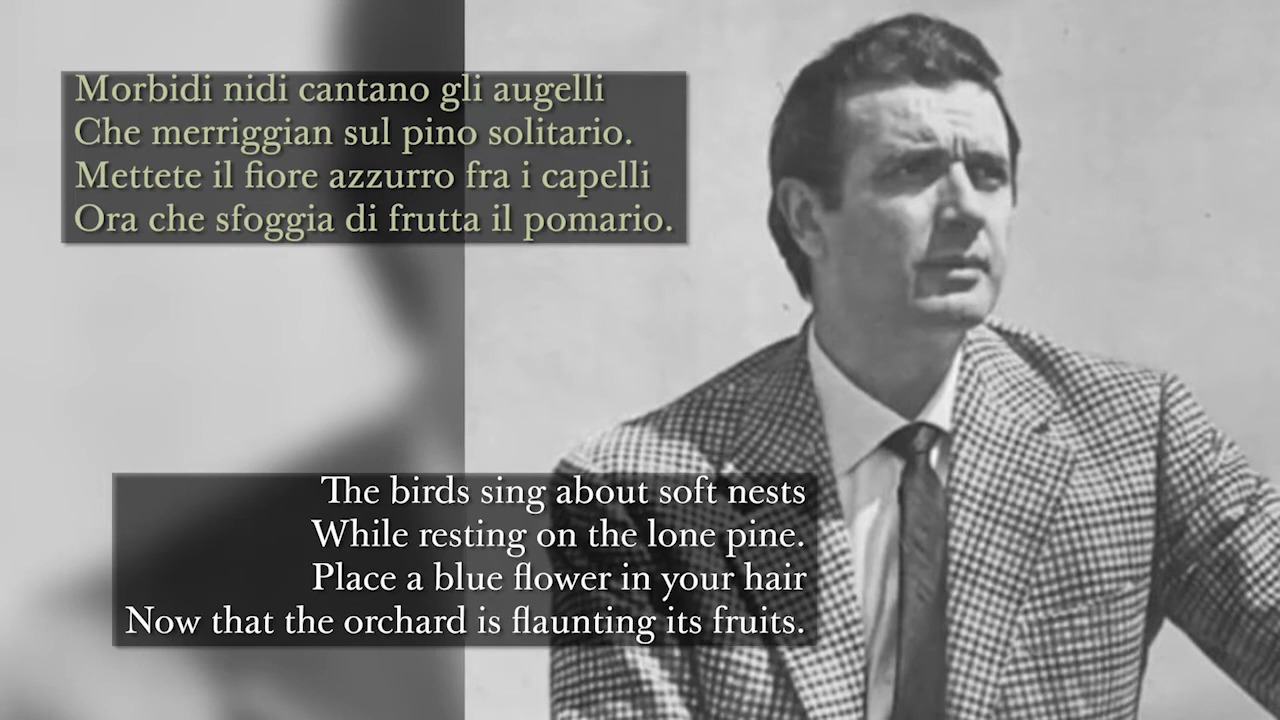 Morbidi nidi cantano gli augelli
Che merriggian sul pino solitario.
Mettete il fiore azzurro fra i capelli
Ora che sfoggia di frutta il pomario.
The birds sing about soft nests
While resting on the lone pine.
Place a blue flower in your hair
Now that the orchard is flaunting its fruits.